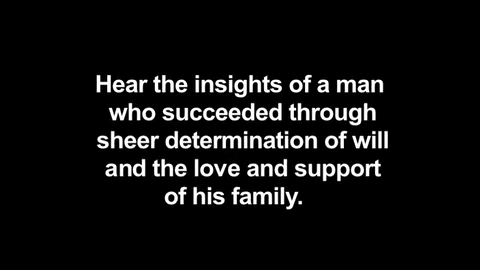 Hear the insights of a man
who succeeded through
sheer determination of will
and the love and support
of his family.